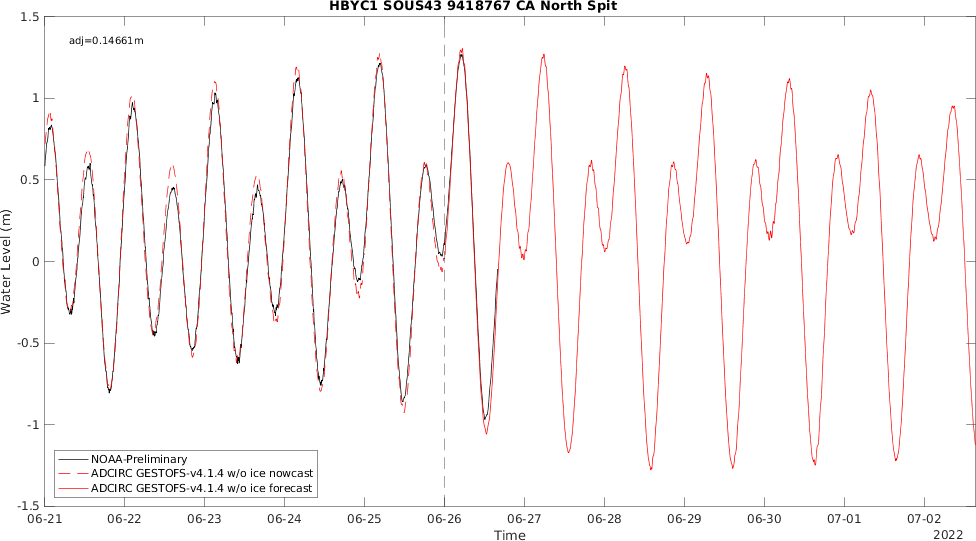 HBYC1 SOUS43 9418767 CA North Spit
adj=0.14661m
1.5
1
0.5
0
-0.5
-1
-1.5
Water Level (m)
NOAA-Preliminary
ADCIRC GESTOFS-v4.1.4 w/o ice nowcast
ADCIRC GESTOFS-v4.1.4 w/o ice forecast
06-21 06-22 06-23 06-24 06-25 06-26 06-27 06-28 06-29 06-30 07-01 07-02
Time
2022